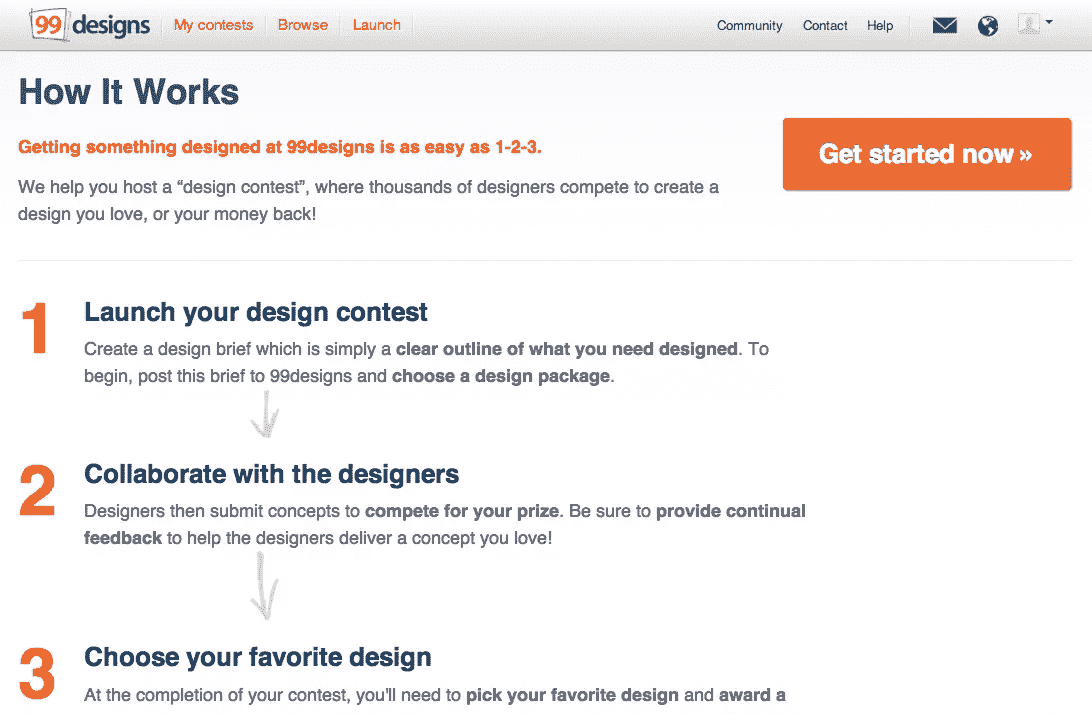 99designs My contests Browse Launch Community Contact Help
How It Works
Getting something designed at 99designs is as easy as 1-2-3.
Get started now »
We help you host a “design contest”, where thousands of designers compete to create a
design you love, or your money back!
1 Launch your design contest
Create a design brief which is simply a clear outline of what you need designed. To
begin, post this brief to 99designs and choose a design package.
2 Collaborate with the designers
Designers then submit concepts to compete for your prize. Be sure to provide continual
feedback to help the designers deliver a concept you love!
3 Choose your favorite design
At the completion of your contest, you'll need to pick your favorite design and award a